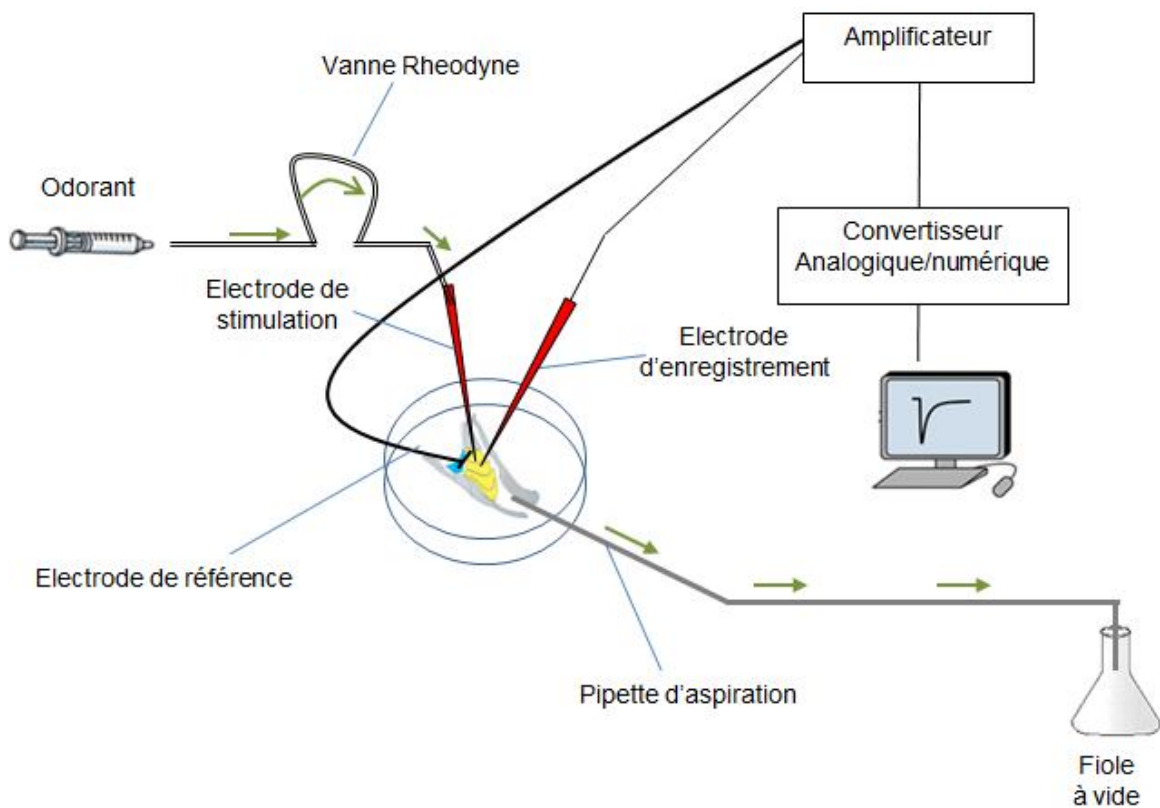 Amplificateur
Vanne Rheodyne
Odorant
Convertisseur
Analogique/numérique
Electrode de
stimulation
Electrode
d'enregistrement
Electrode de référence
Pipette d'aspiration
Fiole
à vide